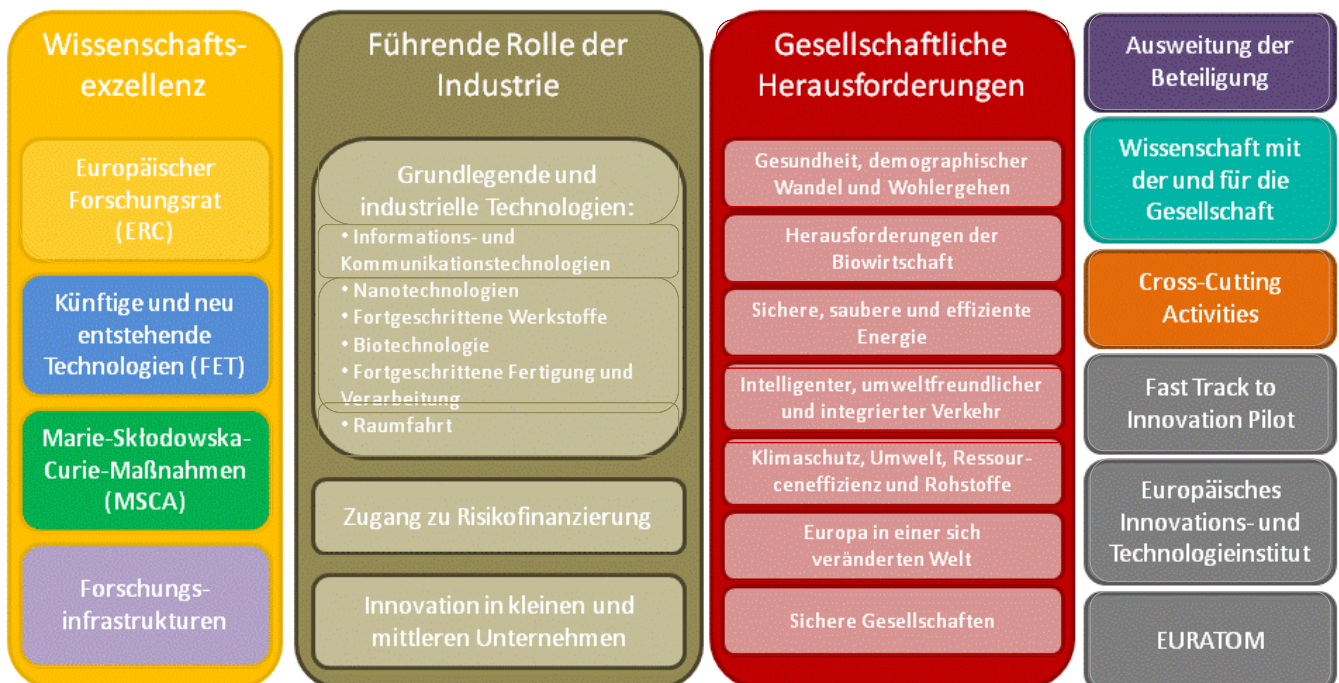 Wissenschafts-
exzellenz
Europäischer
Forschungsrat
(ERC)
Künftige und neu
entstehende
Technologien (FET)
Marie-Skłodowska-
Curie-Maßnahmen
(MSCA)
Forschungs-
infrastrukturen
Führende Rolle der
Industrie
Grundlegende und
industrielle Technologien:
• Informations- und
Kommunikationstechnologien
• Nanotechnologien
• Fortgeschrittene Werkstoffe
• Biotechnologie
• Fortgeschrittene Fertigung und
Verarbeitung
• Raumfahrt
Zugang zu Risikofinanzierung
Innovation in kleinen und
mittleren Unternehmen
Gesellschaftliche
Herausforderungen
Gesundheit, demographischer
Wandel und Wohlergehen
Herausforderungen der
Biowirtschaft
Sichere, saubere und effiziente
Energie
Intelligenter, umweltfreundlicher
und integrierter Verkehr
Klimaschutz, Umwelt, Ressour-
ceneffizienz und Rohstoffe
Europa in einer sich
veränderten Welt
Sichere Gesellschaften
Ausweitung der
Beteiligung
Wissenschaft mit
der und für die
Gesellschaft
Cross-Cutting
Activities
Fast Track to
Innovation Pilot
Europäisches
Innovations- und
Technologieinstitut
EURATOM